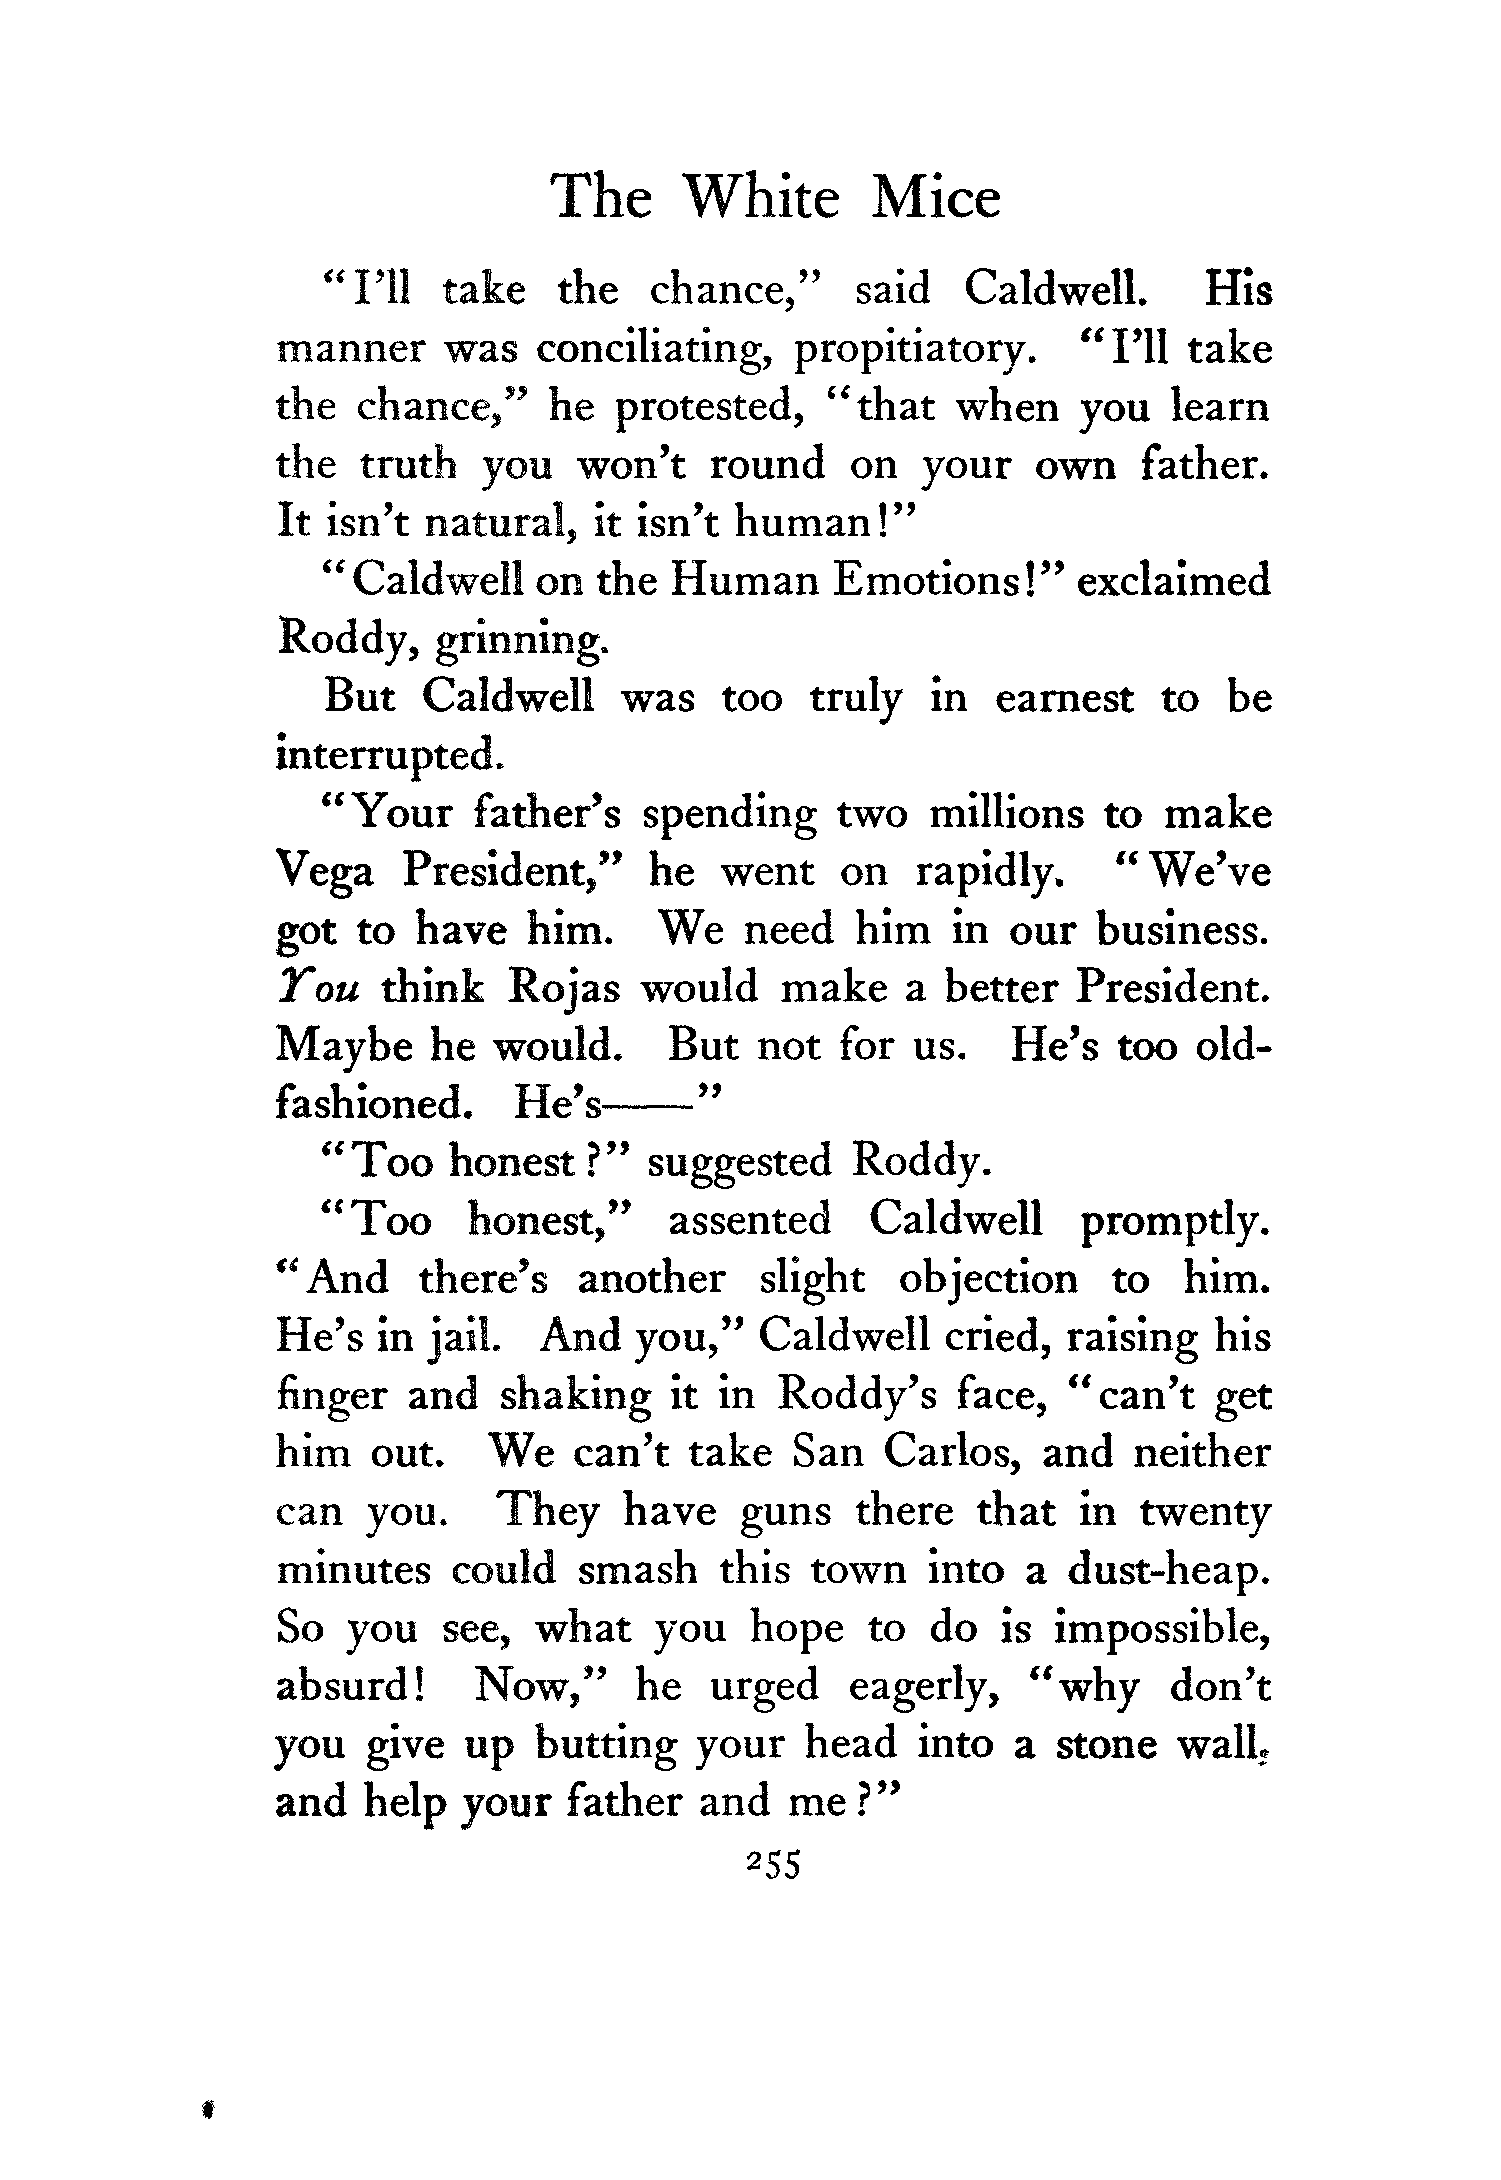 The White Mice
"I'll take the chance," said Caldwell. His
manner was conciliating, propitiatory. "I'll take
the chance," he protested, "that when you learn
the truth you won't round on your own father.
It isn't natural, it isn't human!"
"Caldwell on the Human Emotions!" exclaimed
Roddy, grinning.
But Caldwell was too truly in earnest to be
interrupted.
"Your father's spending two millions to make
Vega President," he went on rapidly. "We've
got to have him. We need him in our business.
You think Rojas would make a better President.
Maybe he would. But not for us. He's too old-
fashioned. He's——"
"Too honest?" suggested Roddy.
"Too honest," assented Caldwell promptly.
"And there's another slight objection to him.
He's in jail. And you," Caldwell cried, raising his
finger and shaking it in Roddy's face, "can't get
him out. We can't take San Carlos, and neither
can you. They have guns there that in twenty
minutes could smash this town into a dust-heap.
So you see, what you hope to do is impossible,
absurd! Now," he urged eagerly, "why don't
you give up butting your head into a stone wall,
and help your father and me?"
255